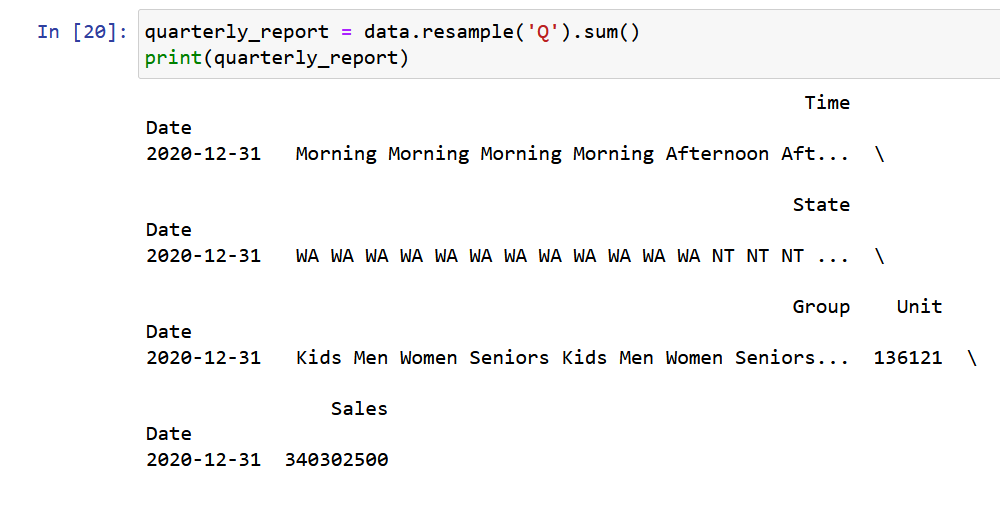 In [20]: quarterly_report = data.resample('Q').sum()
print(quarterly_report)
Time
Date
2020-12-31   Morning Morning Morning Morning Afternoon Aft...  \
State
Date
2020-12-31   WA WA WA WA WA WA WA WA WA WA WA WA NT NT NT ...  \
Group    Unit
Date
2020-12-31   Kids Men Women Seniors Kids Men Women Seniors...  136121  \
Sales
Date
2020-12-31  340302500